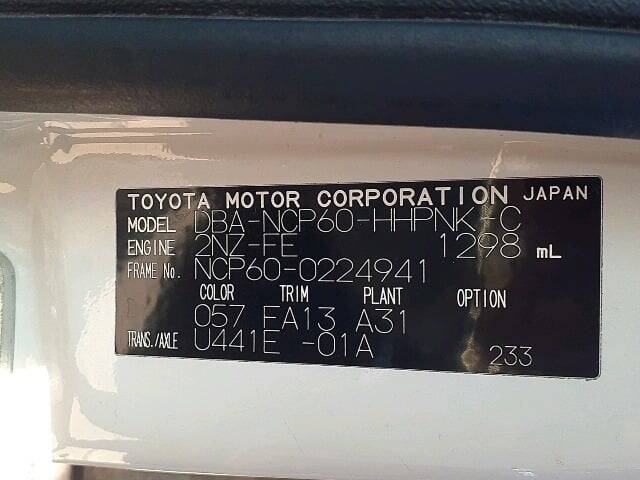 TOYOTA MOTOR CORPORATION JAPAN
MODEL DBA-NCP60-HHPNK-C
ENGINE 2NZ-FE 1298 mL
FRAME No. NCP60-0224941
COLOR TRIM PLANT OPTION
057 FA13 A31
TRANS./AXLE U441E -01A 233